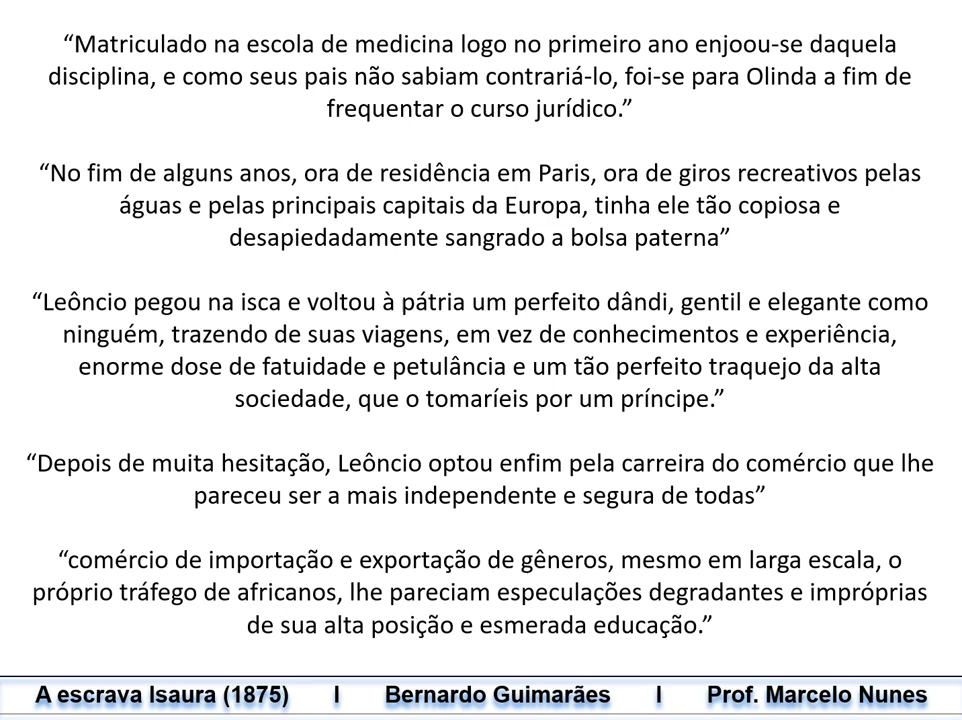 “Matriculado na escola de medicina logo no primeiro ano enjoou-se daquela
disciplina, e como seus pais não sabiam contrariá-lo, foi-se para Olinda a fim de
frequentar o curso jurídico.”
“No fim de alguns anos, ora de residência em Paris, ora de giros recreativos pelas
águas e pelas principais capitais da Europa, tinha ele tão copiosa e
desapiedadamente sangrado a bolsa paterna”
“Leôncio pegou na isca e voltou à pátria um perfeito dândi, gentil e elegante como
ninguém, trazendo de suas viagens, em vez de conhecimentos e experiência,
enorme dose de fatuidade e petulância e um tão perfeito traquejo da alta
sociedade, que o tomaríeis por um príncipe.”
“Depois de muita hesitação, Leôncio optou enfim pela carreira do comércio que lhe
pareceu ser a mais independente e segura de todas”
“comércio de importação e exportação de gêneros, mesmo em larga escala, o
próprio tráfego de africanos, lhe pareciam especulações degradantes e impróprias
de sua alta posição e esmerada educação.”
A escrava Isaura (1875) I Bernardo Guimarães I Prof. Marcelo Nunes